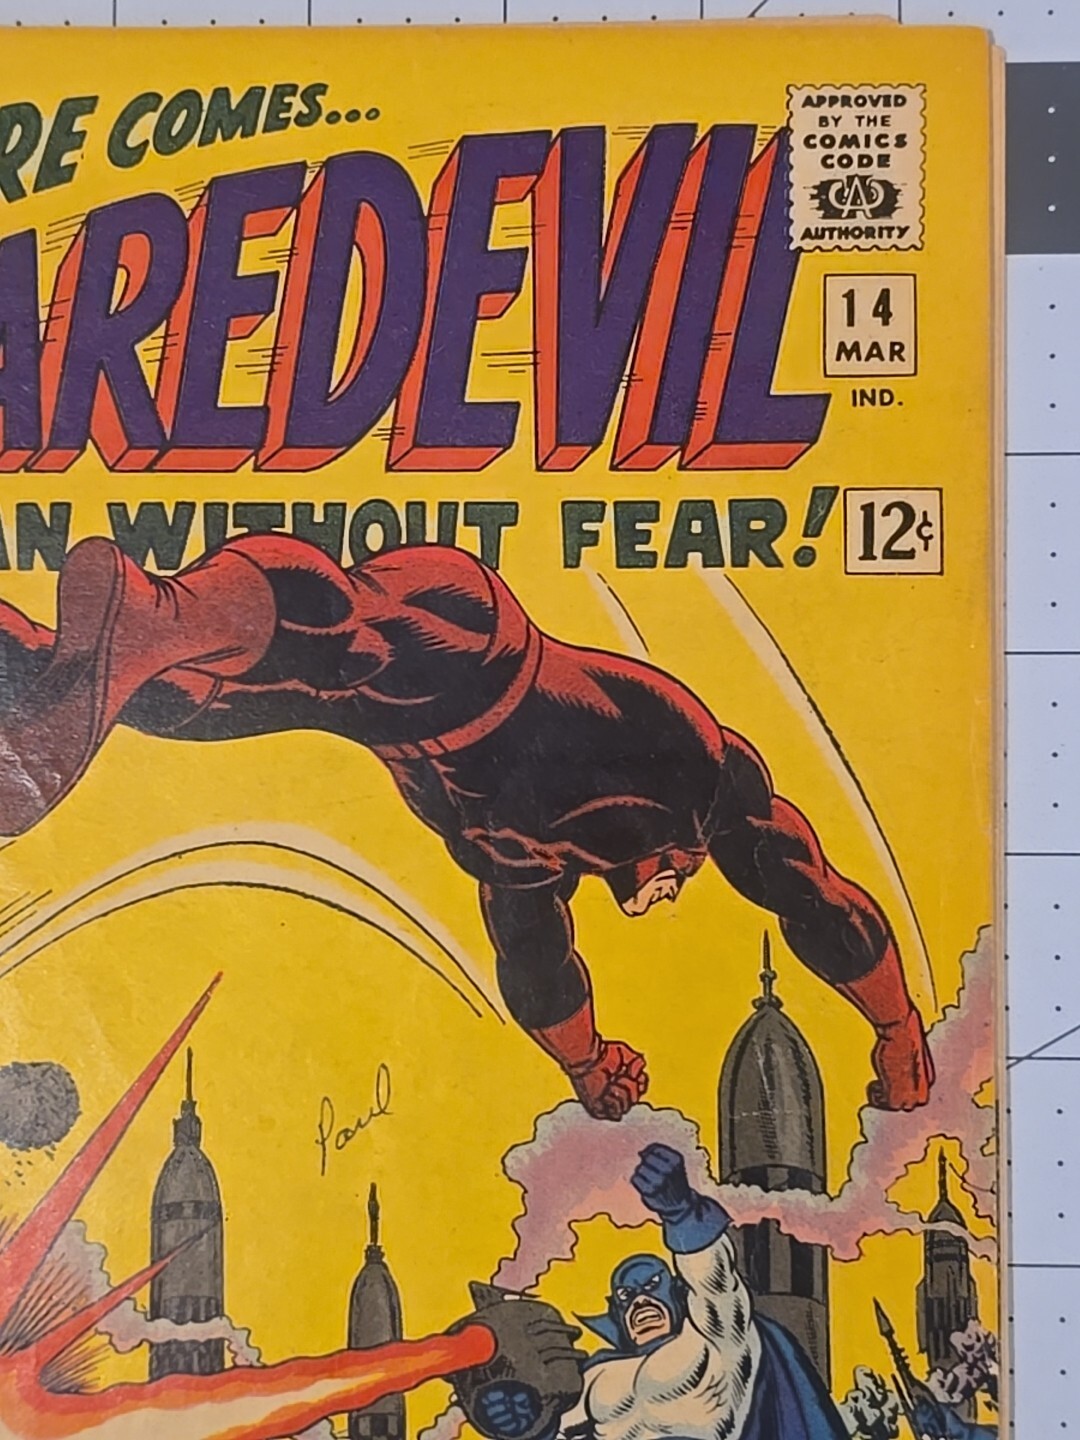 RE COMES...
AREDEVIL
AN WITHOUT FEAR!
APPROVED
BY THE
COMICS
CODE
CA
AUTHORITY
14
MAR
IND.
12¢
Paul